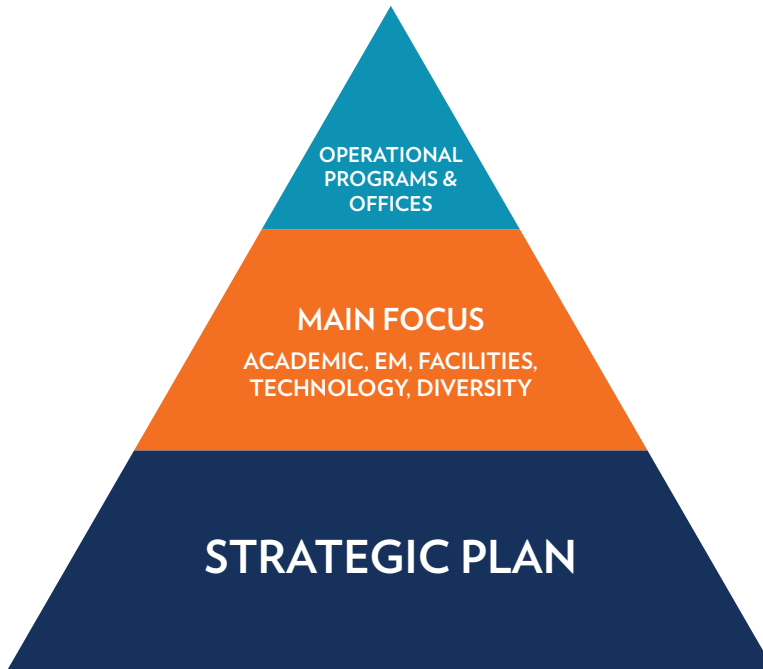 OPERATIONAL
PROGRAMS &
OFFICES
MAIN FOCUS
ACADEMIC, EM, FACILITIES,
TECHNOLOGY, DIVERSITY
STRATEGIC PLAN